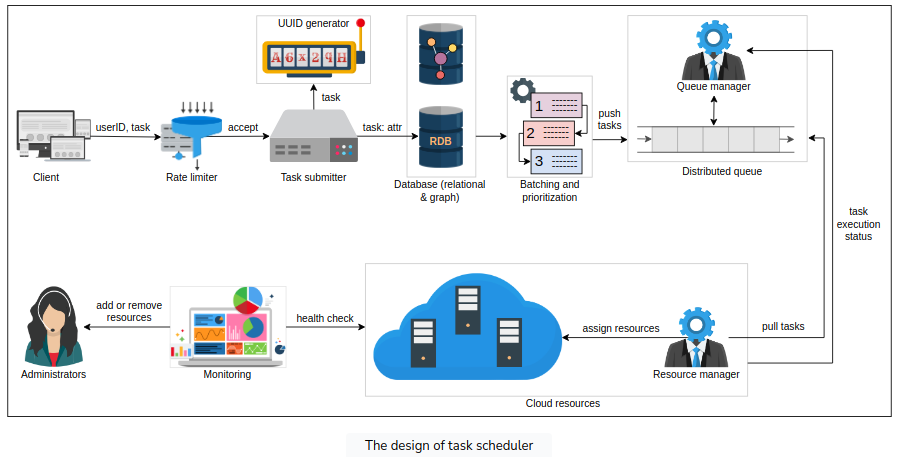 UUID generator
A6x29H
task
userID, task
accept
task: attr
RDB
1
2
3
push
tasks
Queue manager
Client
Rate limiter
Task submitter
Database (relational
& graph)
Batching and
prioritization
Distributed queue
task
execution
status
add or remove
resources
health check
assign resources
pull tasks
Administrators
Monitoring
Resource manager
Cloud resources
The design of task scheduler